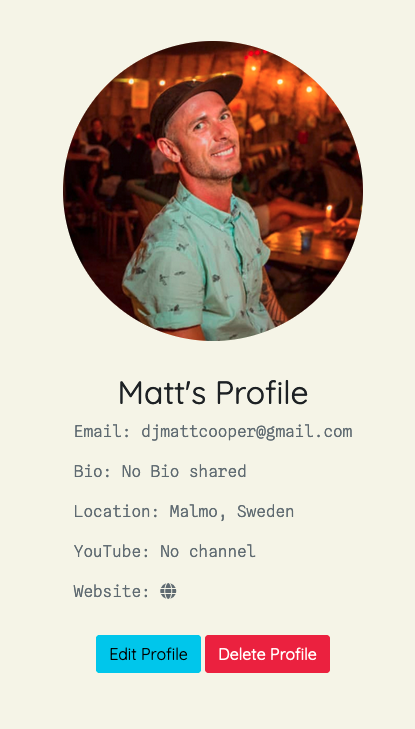 Matt's Profile
Email: djmattcooper@gmail.com
Bio: No Bio shared
Location: Malmo, Sweden
YouTube: No channel
Website:
Edit Profile Delete Profile